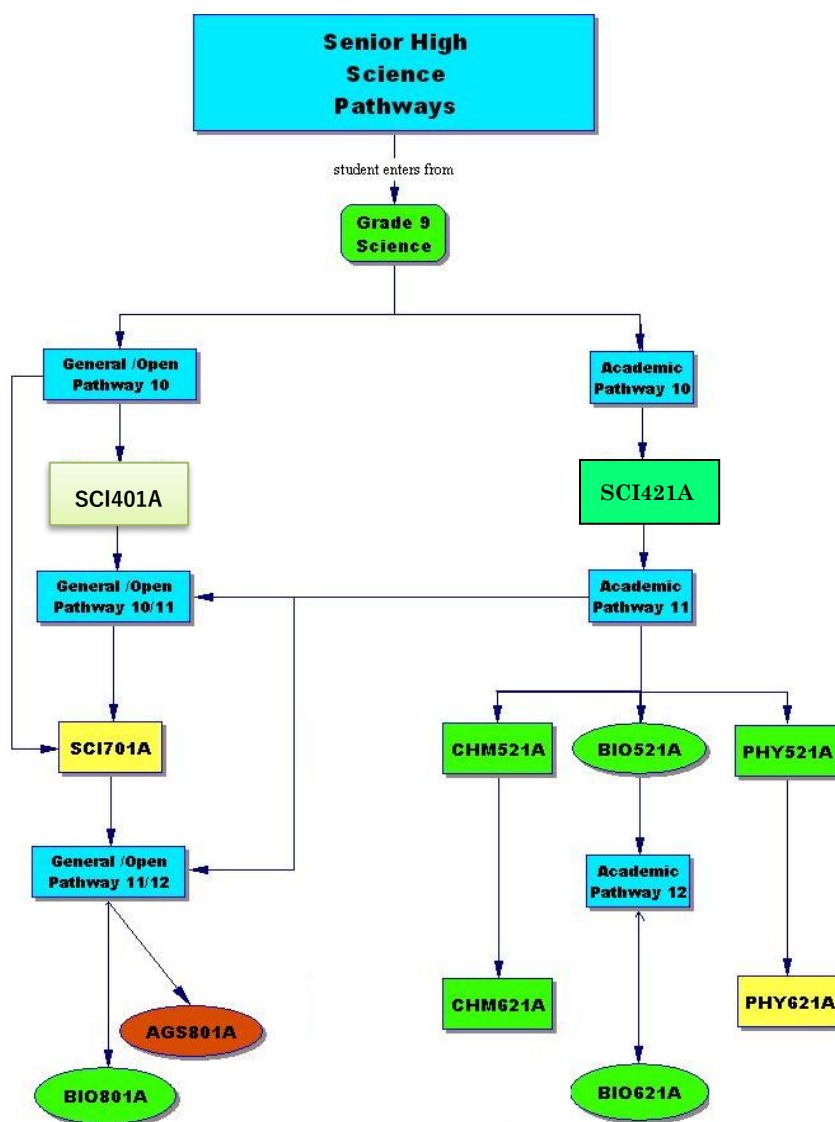 Senior High
Science
Pathways
student enters from
Grade 9
Science
General /Open
Pathway 10
Academic
Pathway 10
SCI401A
SCI421A
General /Open
Pathway 10/11
Academic
Pathway 11
SCI701A
CHM521A
BIO521A
PHY521A
General /Open
Pathway 11/12
Academic
Pathway 12
AGS801A
CHM621A
PHY621A
BIO801A
BIO621A